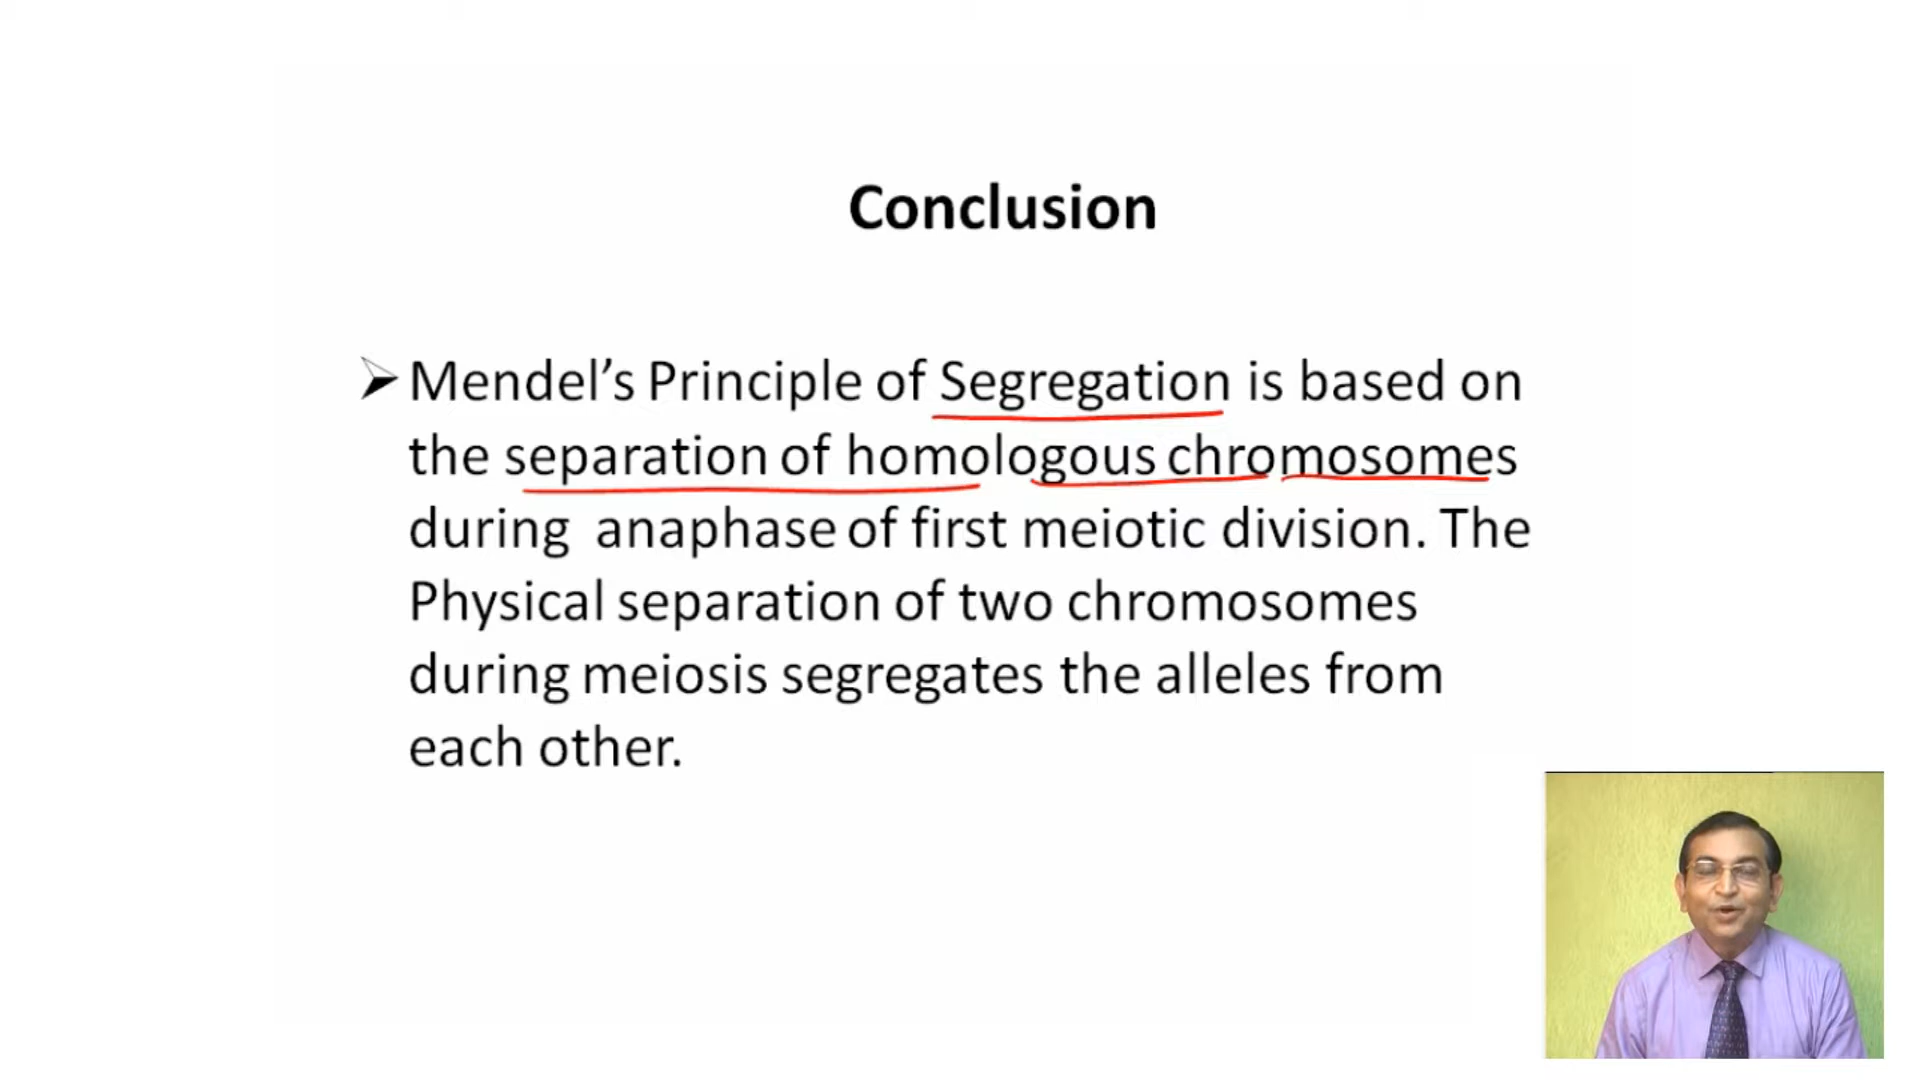 Conclusion
Mendel’s Principle of Segregation is based on
the separation of homologous chromosomes
during anaphase of first meiotic division. The
Physical separation of two chromosomes
during meiosis segregates the alleles from
each other.